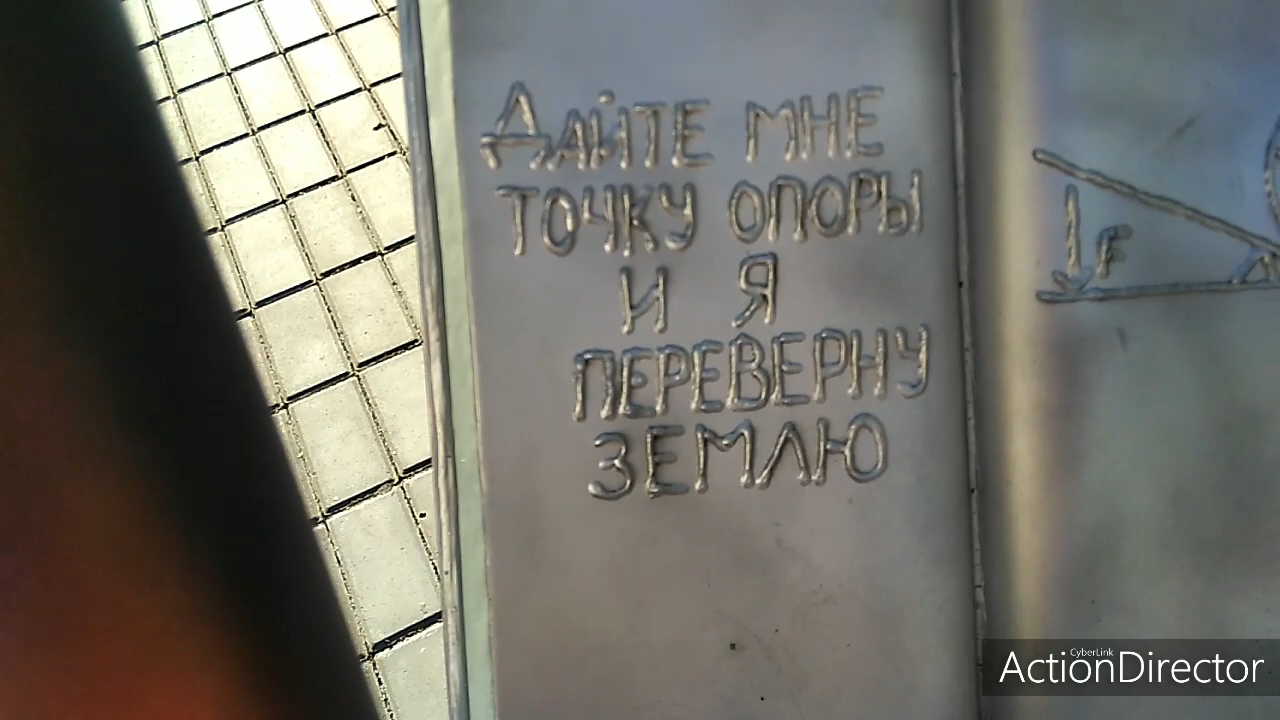 ДАЙТЕ МНЕ
ТОЧКУ ОПОРЫ
И Я
ПЕРЕВЕРНУ
ЗЕМЛЮ
F
CyberLink
ActionDirector